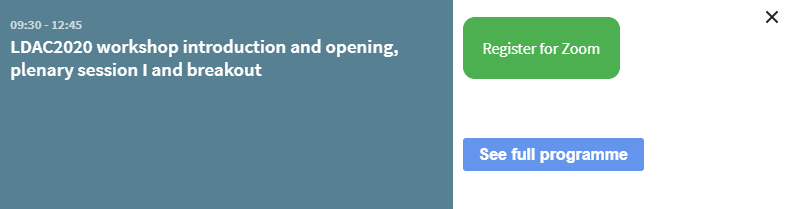 09:30 - 12:45
LDAC2020 workshop introduction and opening,
plenary session I and breakout
Register for Zoom
See full programme